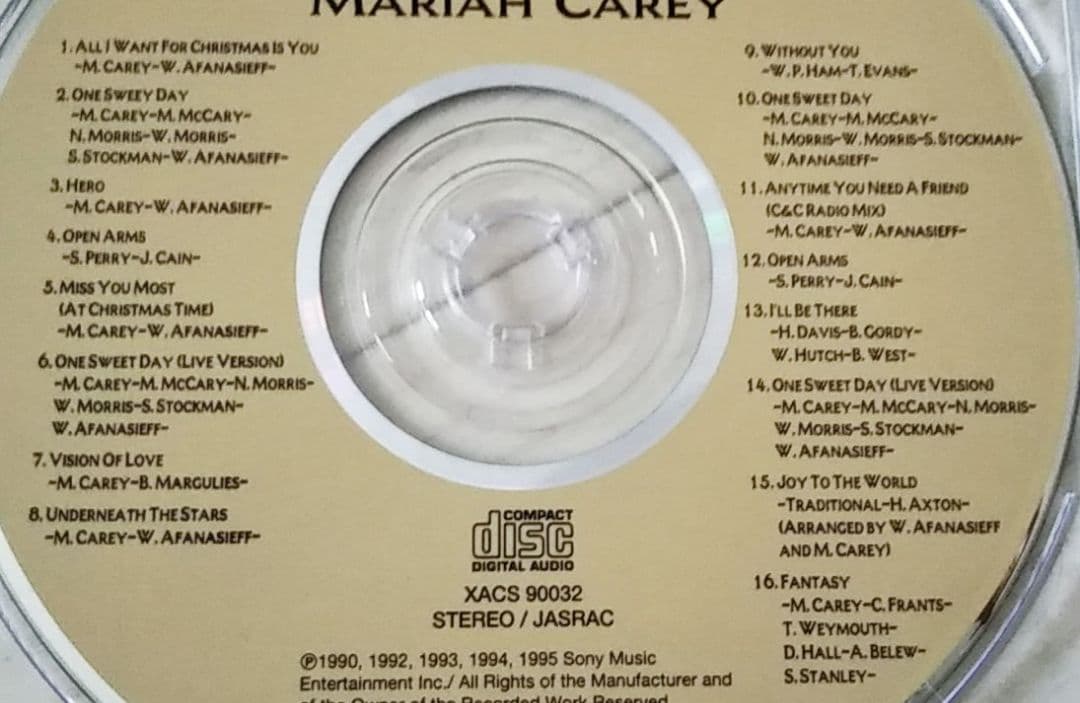 MARIAH CAREY
1. ALL I WANT FOR CHRISTMAS IS YOU
-M. CAREY-W. AFANASIEFF-
2. ONE SWEEY DAY
-M. CAREY-M. MCCARY-
N. MORRIS-W. MORRIS-
S. STOCKMAN-W. AFANASIEFF-
3. HERO
-M. CAREY-W. AFANASIEFF-
4. OPEN ARMS
-S. PERRY-J. CAIN-
5. MISS YOU MOST
(AT CHRISTMAS TIME)
-M. CAREY-W. AFANASIEFF-
6. ONE SWEET DAY (LIVE VERSION)
-M. CAREY-M. MCCARY-N. MORRIS-
W. MORRIS-S. STOCKMAN-
W. AFANASIEFF-
7. VISION OF LOVE
-M. CAREY-B. MARGULIES-
8. UNDERNEATH THE STARS
-M. CAREY-W. AFANASIEFF-
9. WITHOUT YOU
-W. P. HAM-T. EVANS-
10. ONE SWEET DAY
-M. CAREY-M. MCCARY-
N. MORRIS-W. MORRIS-S. STOCKMAN-
W. AFANASIEFF-
11. ANYTIME YOU NEED A FRIEND
(C&C RADIO MIX)
-M. CAREY-W. AFANASIEFF-
12. OPEN ARMS
-S. PERRY-J. CAIN-
13. I'LL BE THERE
-H. DAVIS-B. GORDY-
W. HUTCH-B. WEST-
14. ONE SWEET DAY (LIVE VERSION)
-M. CAREY-M. MCCARY-N. MORRIS-
W. MORRIS-S. STOCKMAN-
W. AFANASIEFF-
15. JOY TO THE WORLD
-TRADITIONAL-H. AXTON-
(ARRANGED BY W. AFANASIEFF
AND M. CAREY)
16. FANTASY
-M. CAREY-C. FRANTS-
T. WEYMOUTH-
D. HALL-A. BELEW-
S. STANLEY-
COMPACT
disc
DIGITAL AUDIO
XACS 90032
STEREO / JASRAC
℗1990, 1992, 1993, 1994, 1995 Sony Music
Entertainment Inc./ All Rights of the Manufacturer and
of the Owner of the Recorded Work Reserved